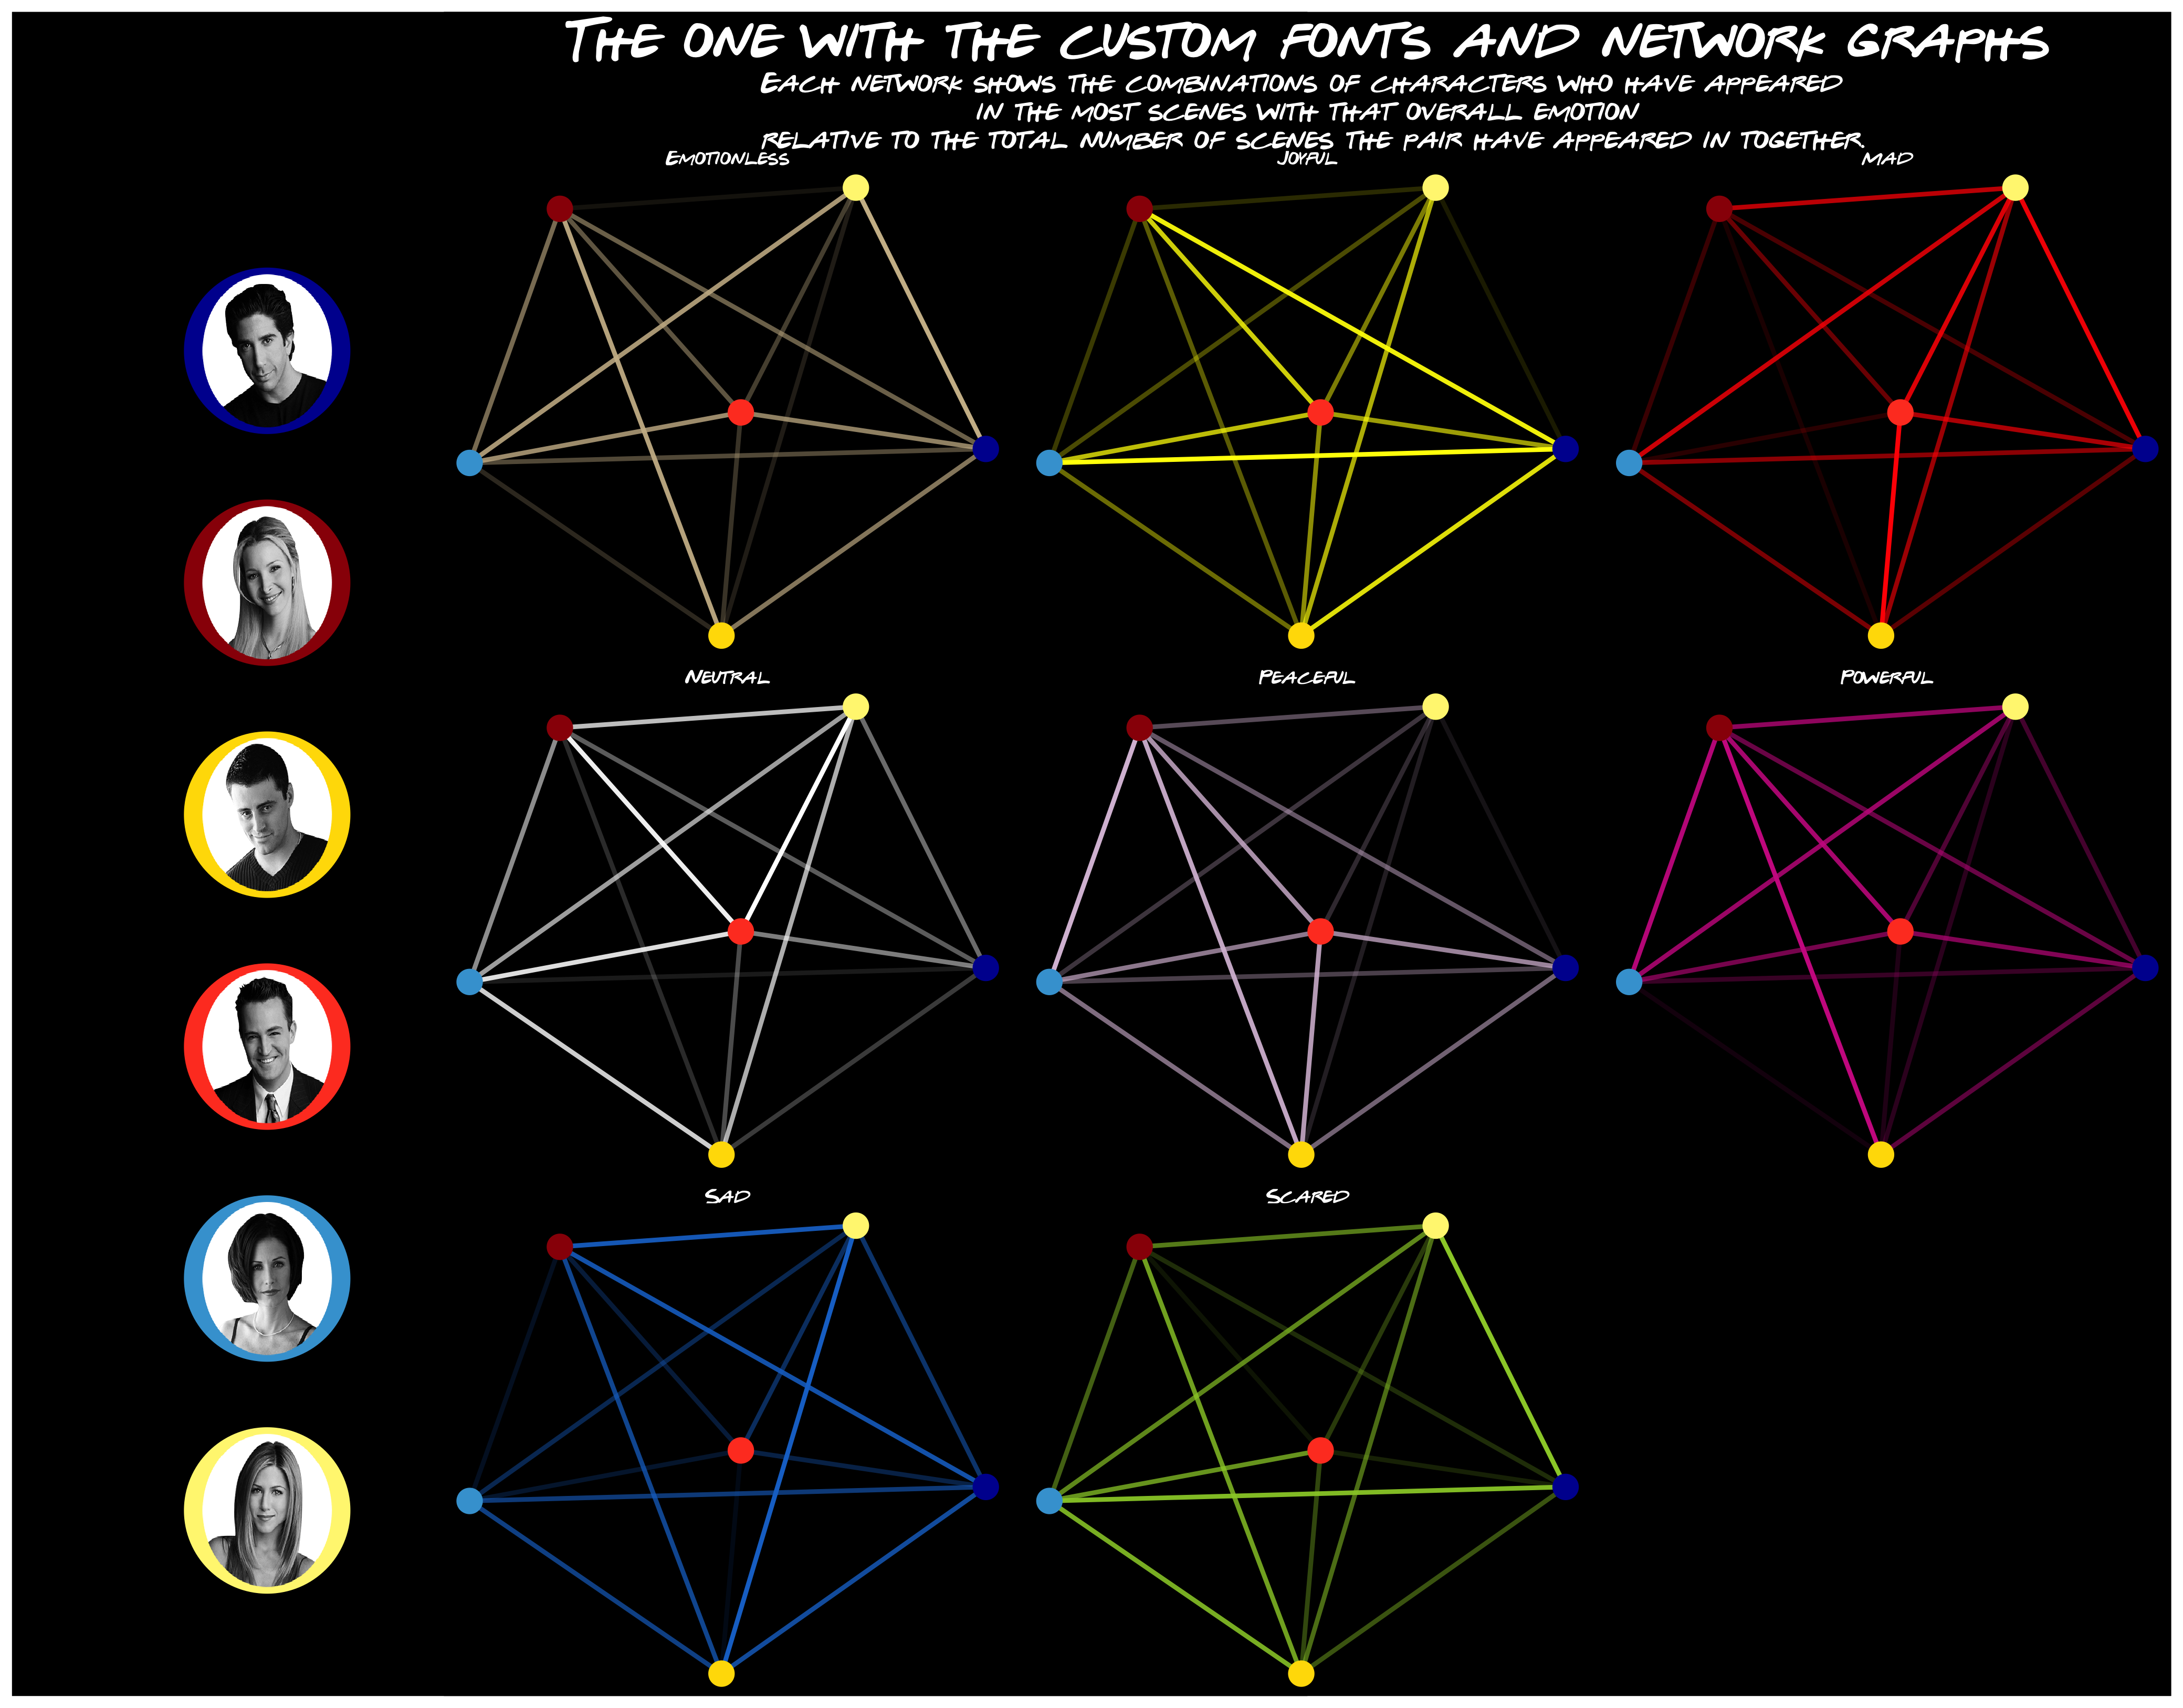 The one with the custom fonts and network graphs
Each network shows the combinations of characters who have appeared
in the most scenes with that overall emotion
relative to the total number of scenes the pair have appeared in together.
Emotionless
Joyful
Mad
Neutral
Peaceful
Powerful
Sad
Scared